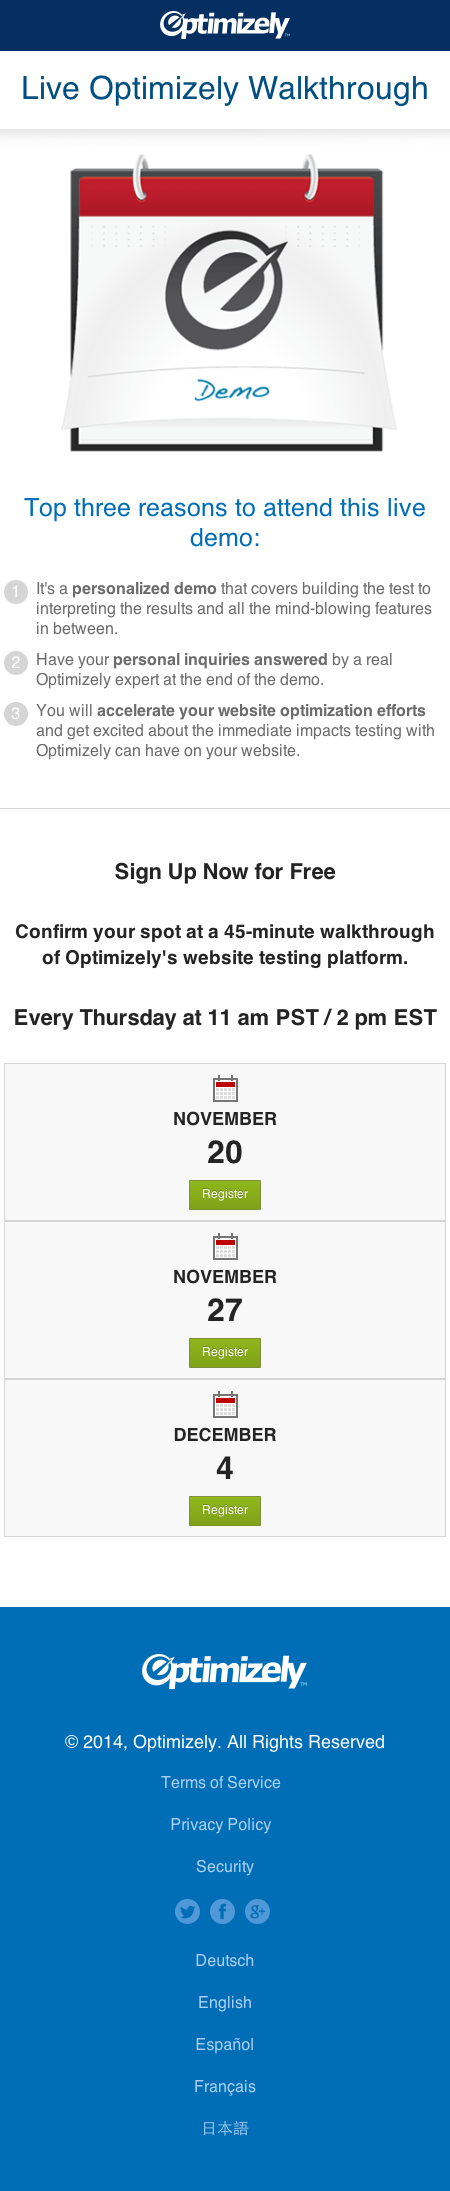 Optimizely™
Live Optimizely Walkthrough
Demo
Top three reasons to attend this live
demo:
1 It's a personalized demo that covers building the test to
interpreting the results and all the mind-blowing features
in between.
2 Have your personal inquiries answered by a real
Optimizely expert at the end of the demo.
3 You will accelerate your website optimization efforts
and get excited about the immediate impacts testing with
Optimizely can have on your website.
Sign Up Now for Free
Confirm your spot at a 45-minute walkthrough
of Optimizely's website testing platform.
Every Thursday at 11 am PST / 2 pm EST
NOVEMBER
20
Register
NOVEMBER
27
Register
DECEMBER
4
Register
Optimizely™
© 2014, Optimizely. All Rights Reserved
Terms of Service
Privacy Policy
Security
f g+
Deutsch
English
Español
Français
日本語